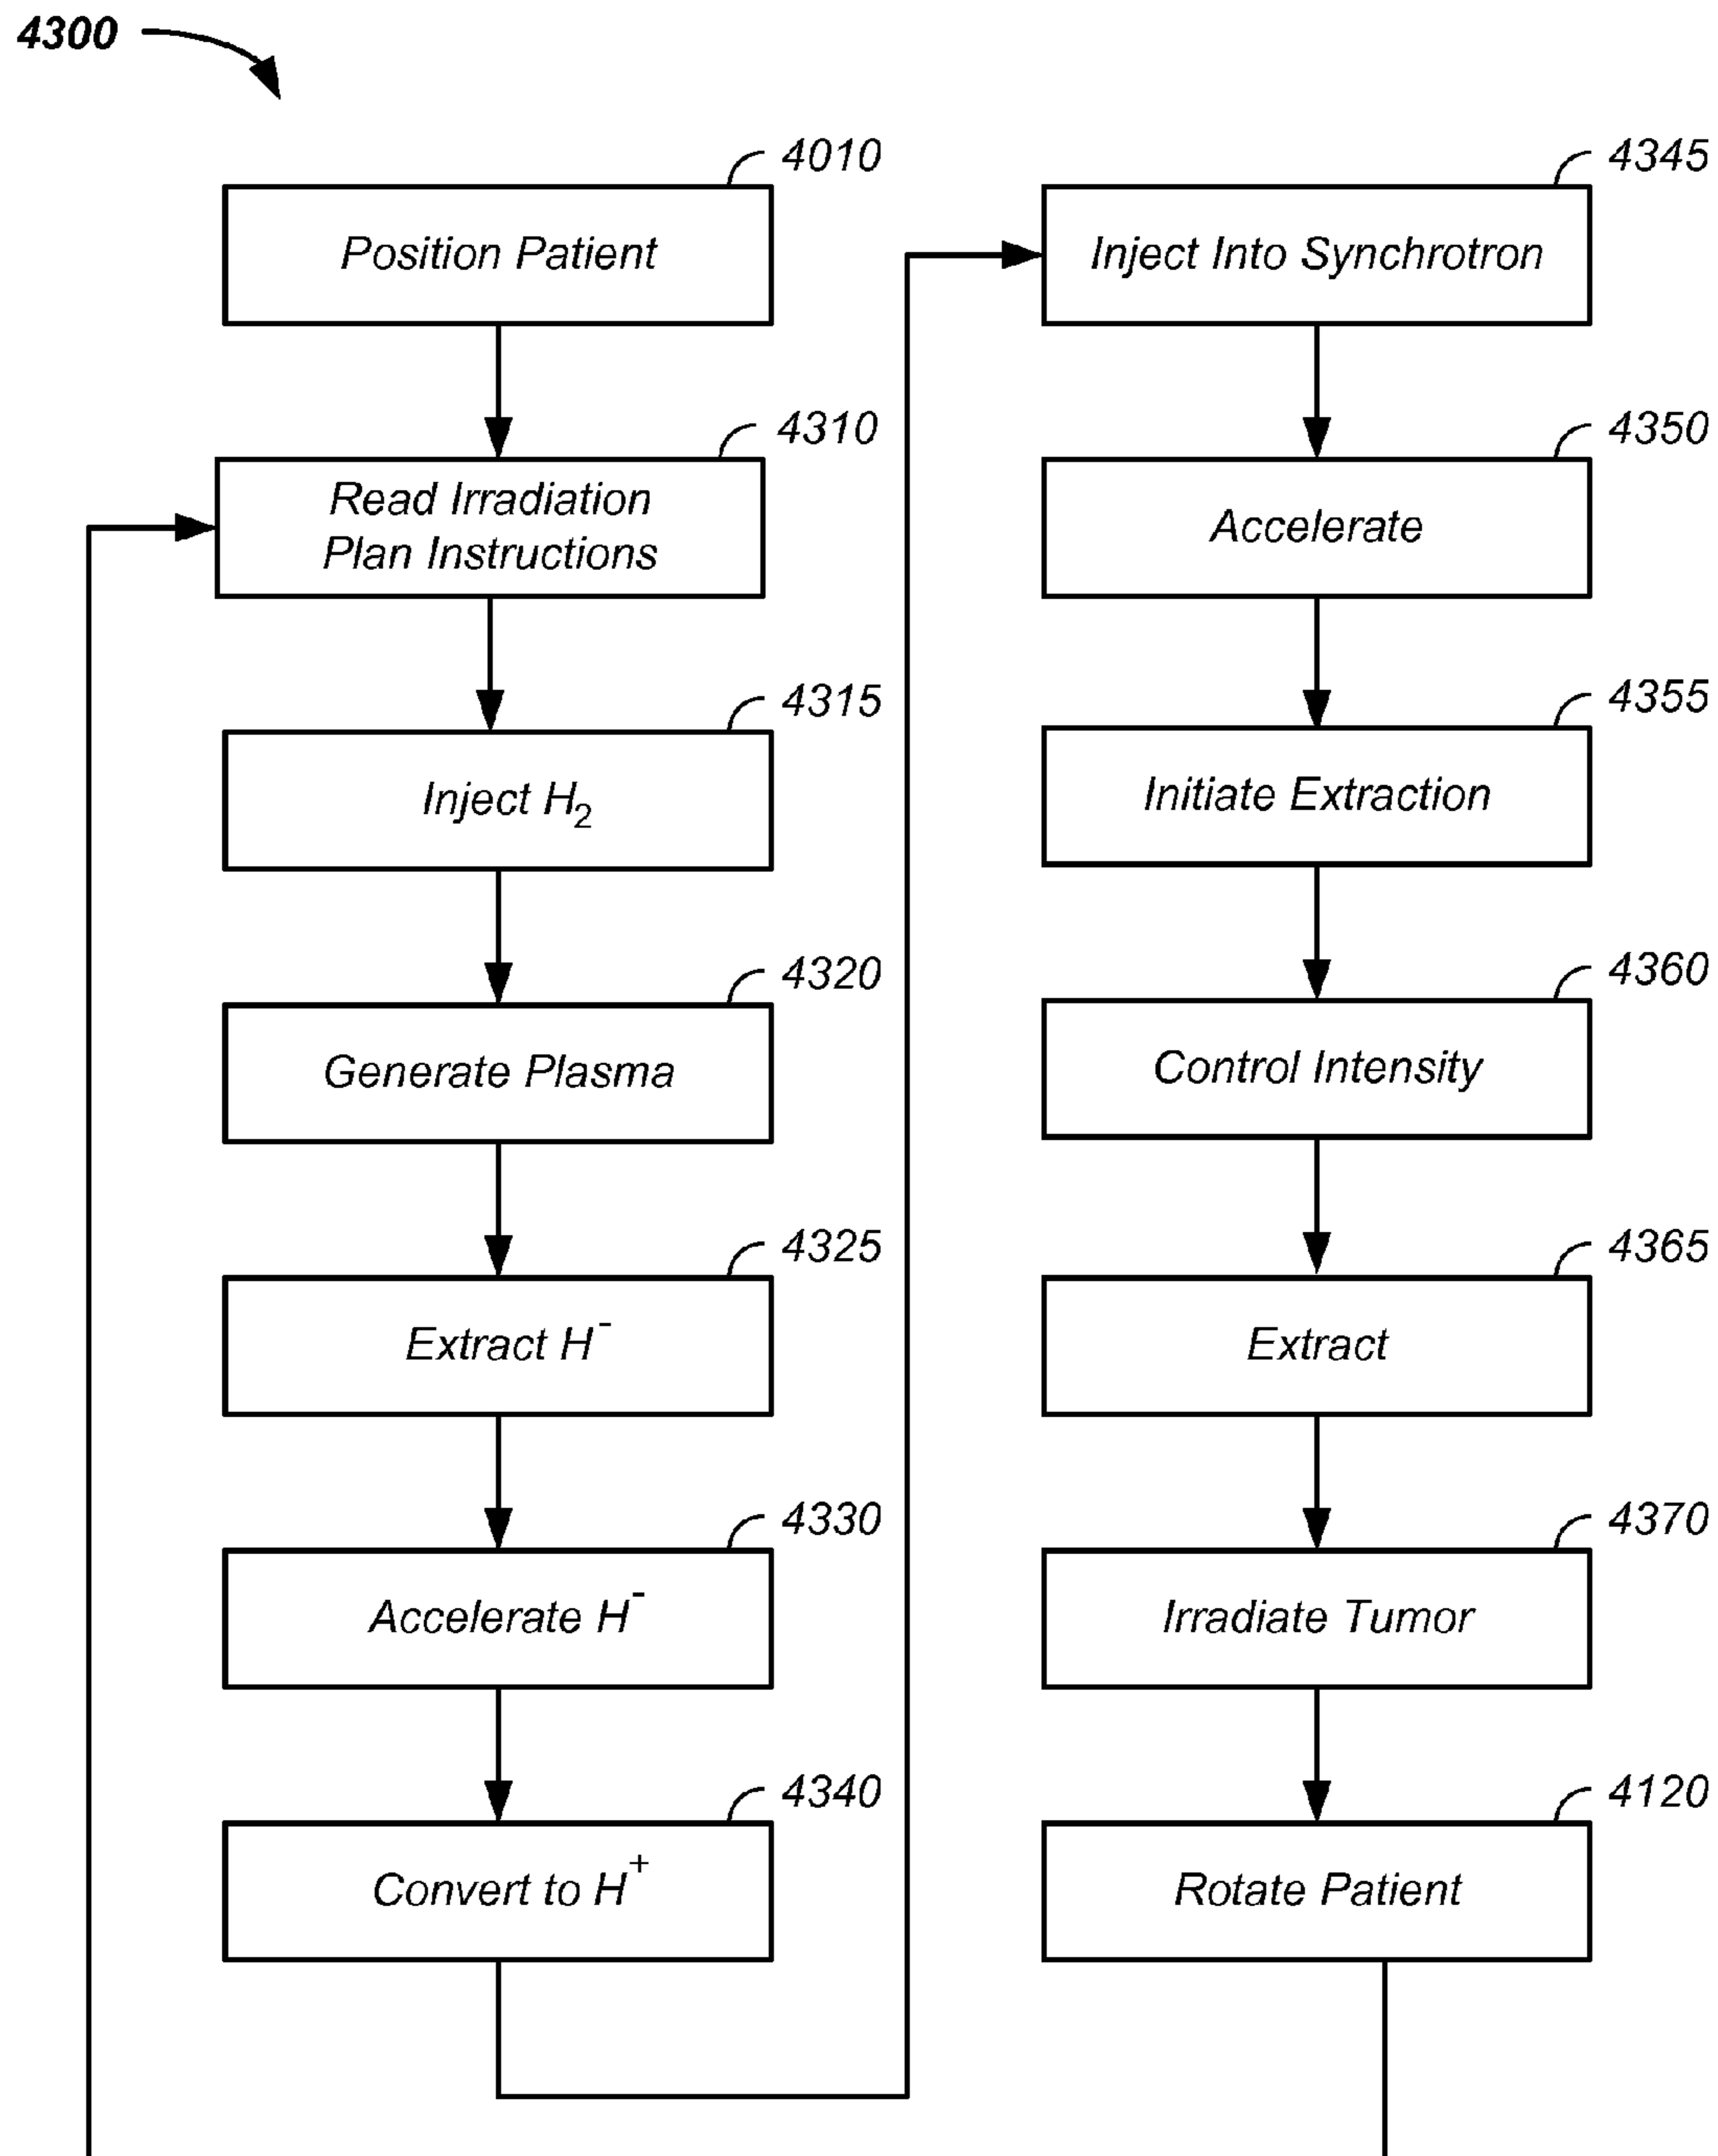 4300
4010
Position Patient
4310
Read Irradiation
Plan Instructions
4315
Inject H₂
4320
Generate Plasma
4325
Extract H⁻
4330
Accelerate H⁻
4340
Convert to H⁺
4345
Inject Into Synchrotron
4350
Accelerate
4355
Initiate Extraction
4360
Control Intensity
4365
Extract
4370
Irradiate Tumor
4120
Rotate Patient